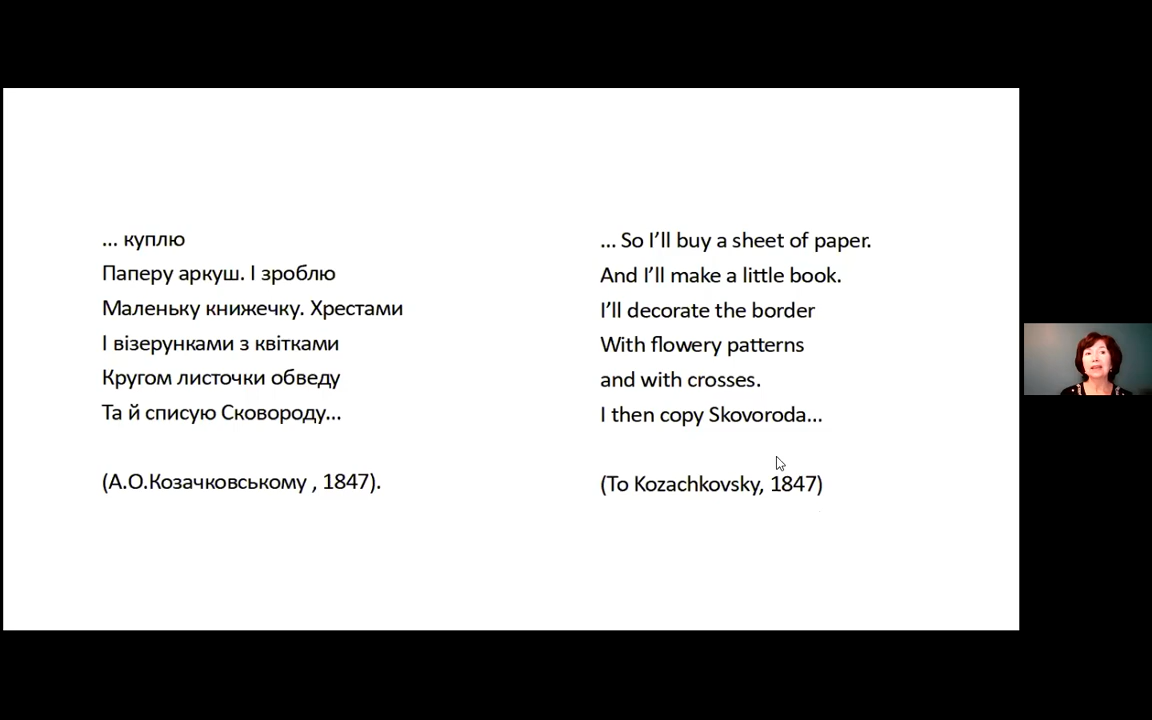 ... куплю
Паперу аркуш. І зроблю
Маленьку книжечку. Хрестами
І візерунками з квітками
Кругом листочки обведу
Та й списую Сковороду...
(А.О.Козачковському , 1847).
... So I’ll buy a sheet of paper.
And I’ll make a little book.
I’ll decorate the border
With flowery patterns
and with crosses.
I then copy Skovoroda...
(To Kozachkovsky, 1847)